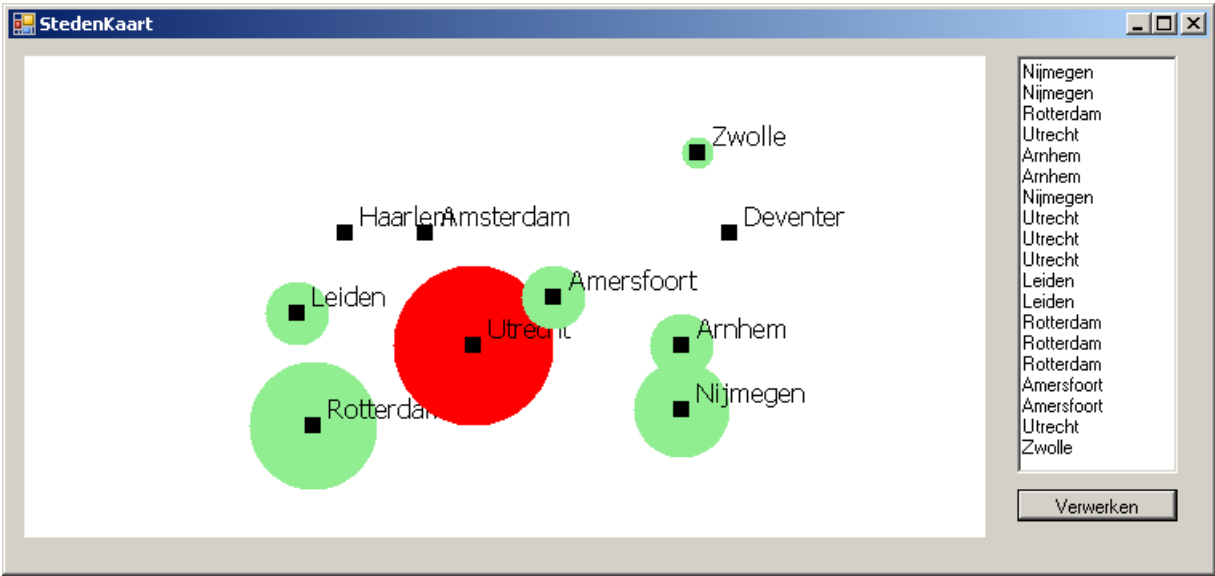 StedenKaart
Zwolle
Haarlem
Amsterdam
Deventer
Amersfoort
Leiden
Utrecht
Arnhem
Nijmegen
Rotterdam
Nijmegen
Nijmegen
Rotterdam
Utrecht
Arnhem
Arnhem
Nijmegen
Utrecht
Utrecht
Utrecht
Leiden
Leiden
Rotterdam
Rotterdam
Rotterdam
Amersfoort
Amersfoort
Utrecht
Zwolle
Verwerken